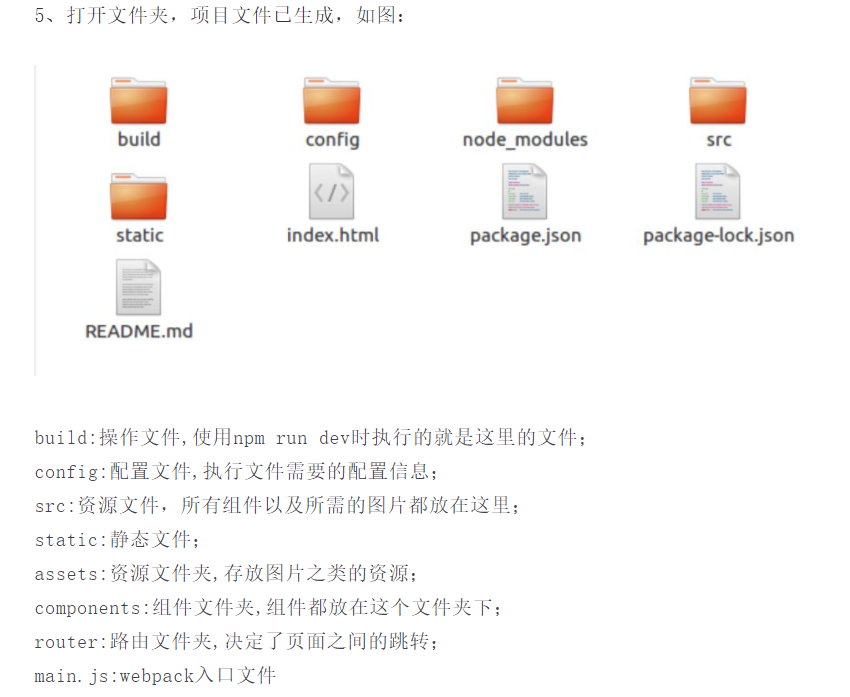 5、打开文件夹，项目文件已生成，如图：
build
config
node_modules
src
static
index.html
package.json
package-lock.json
README.md
build:操作文件,使用npm run dev时执行的就是这里的文件；
config:配置文件,执行文件需要的配置信息；
src:资源文件，所有组件以及所需的图片都放在这里；
static:静态文件；
assets:资源文件夹,存放图片之类的资源；
components:组件文件夹,组件都放在这个文件夹下；
router:路由文件夹,决定了页面之间的跳转；
main.js:webpack入口文件